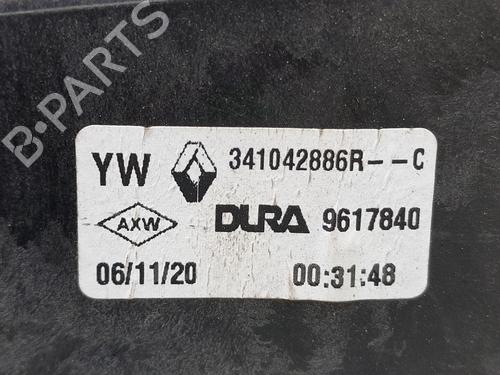 B-PARTS
YW 341042886R--C
AXW DURA 9617840
06/11/20 00:31:48